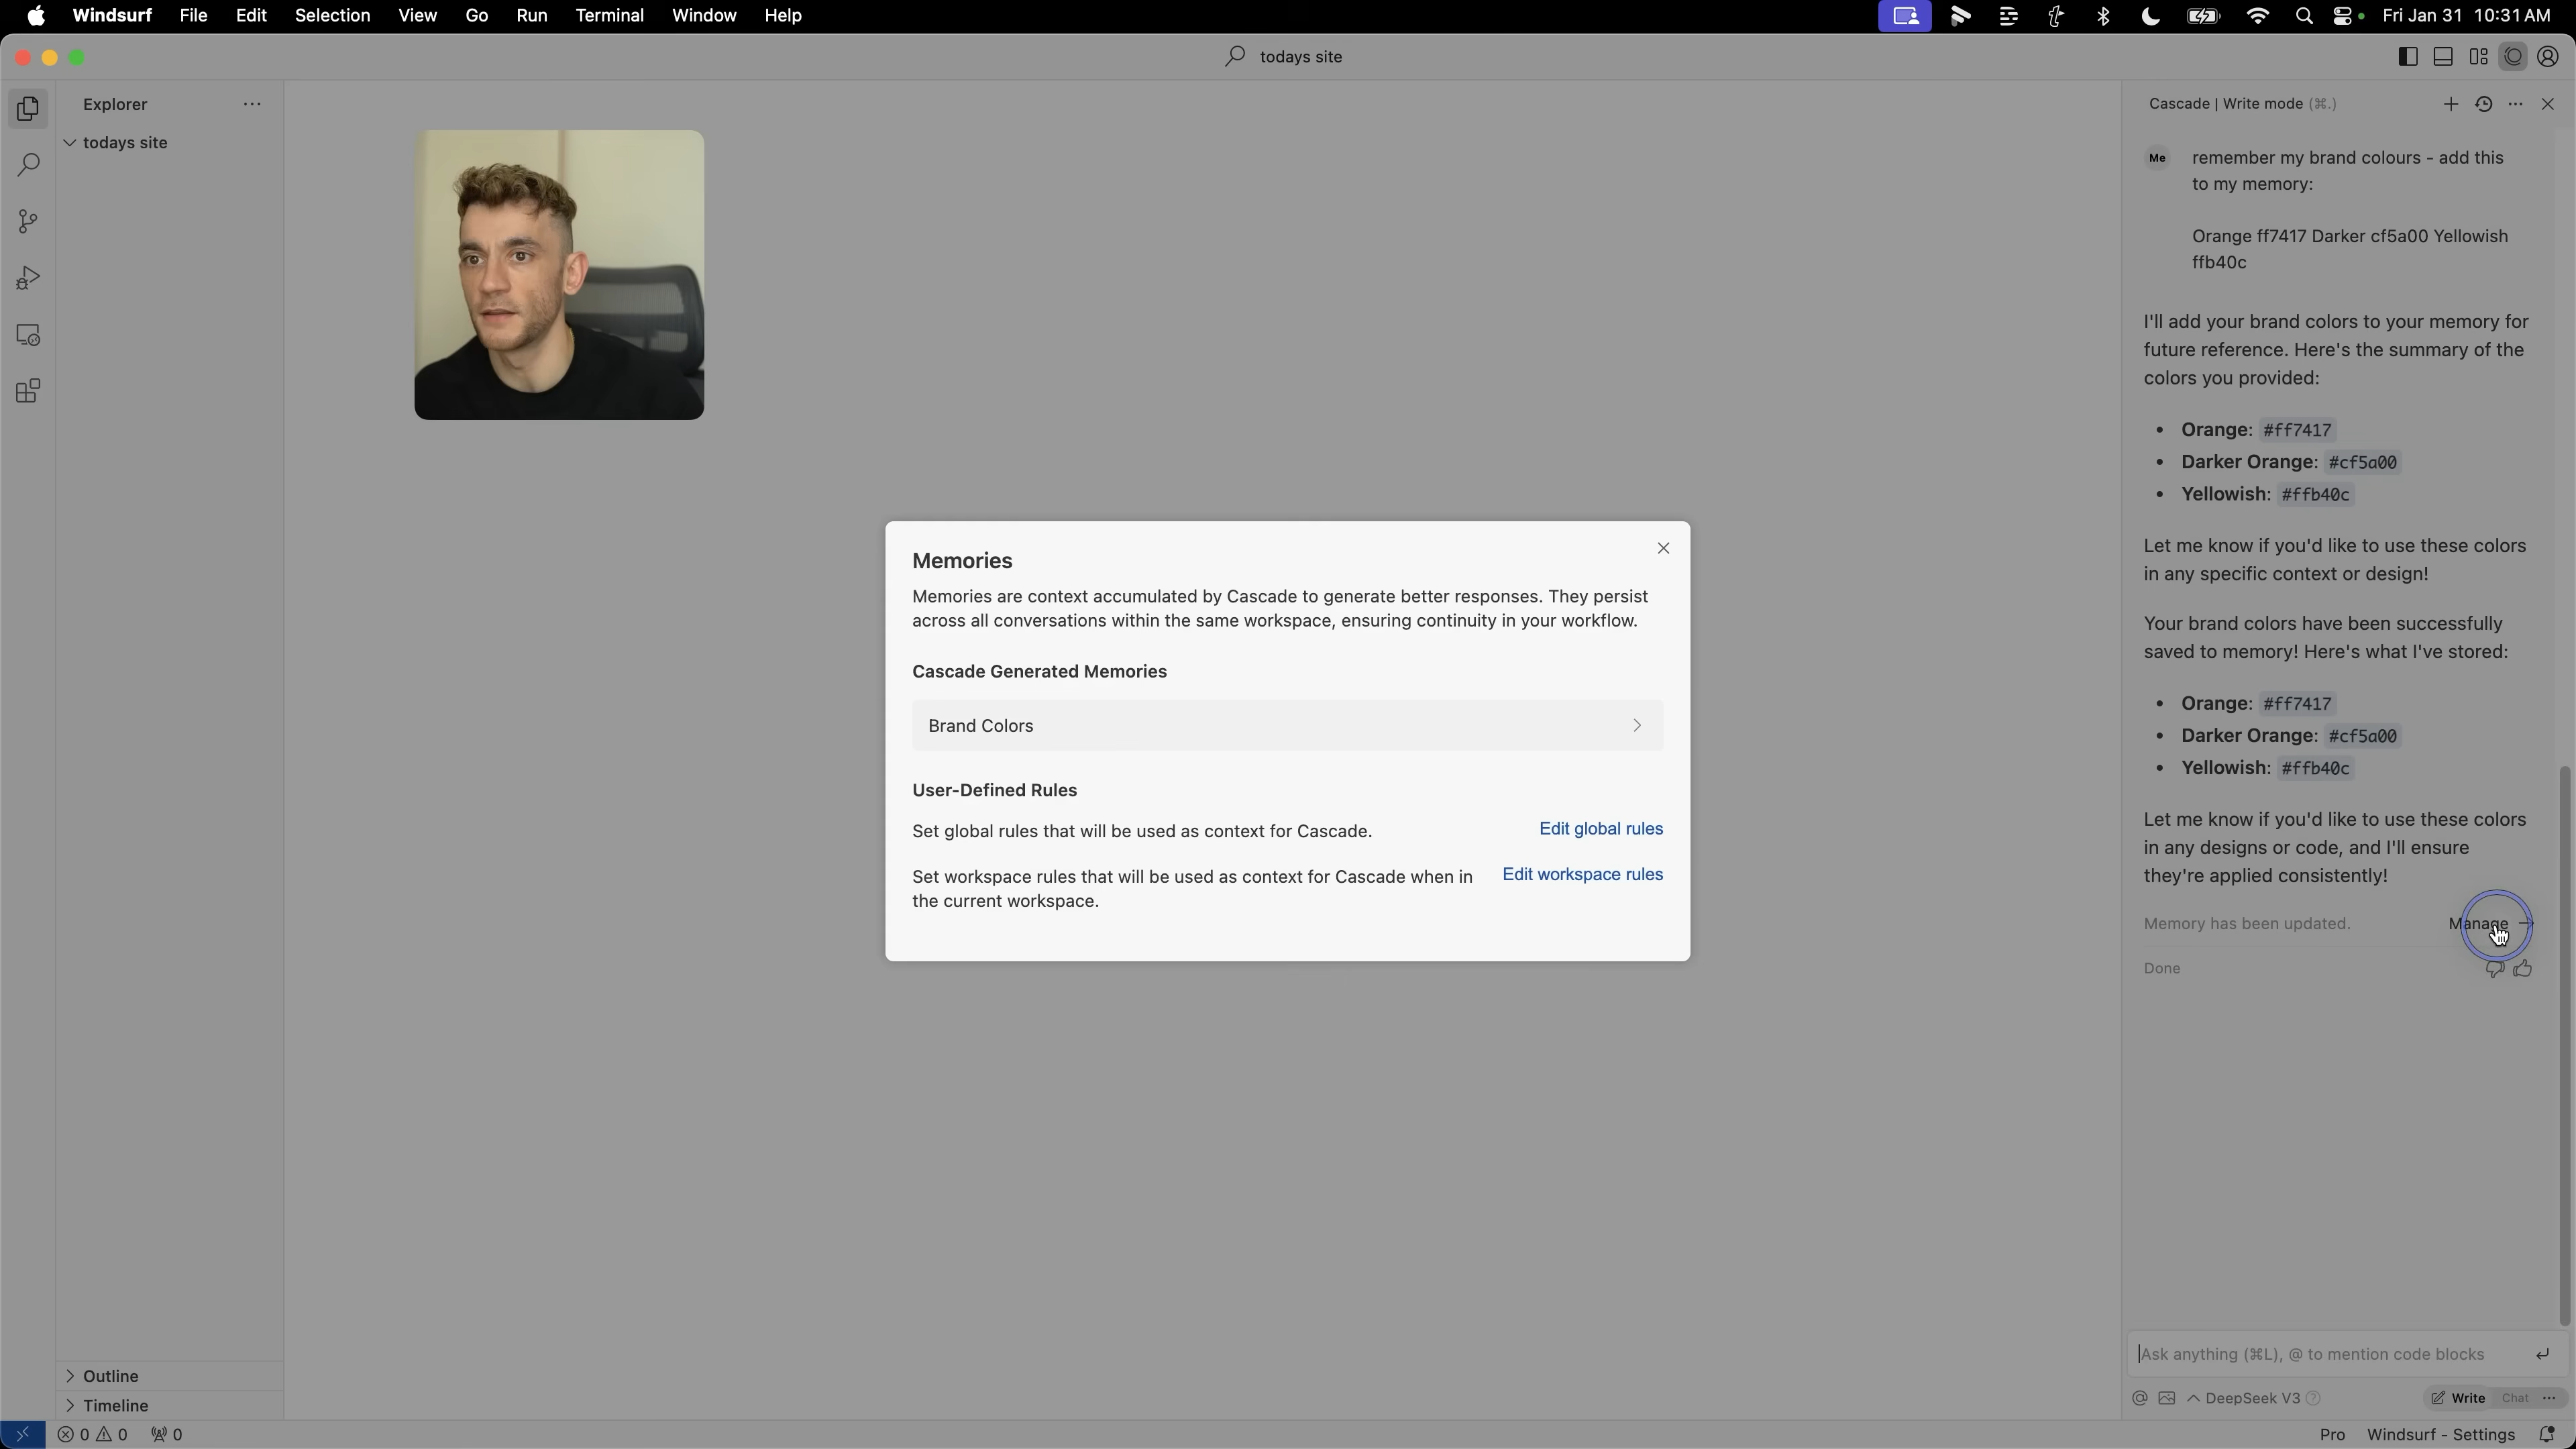 Windsurf File Edit Selection View Go Run Terminal Window Help
Fri Jan 31 10:31 AM
todays site
Explorer
todays site
Outline
Timeline
Memories
Memories are context accumulated by Cascade to generate better responses. They persist
across all conversations within the same workspace, ensuring continuity in your workflow.
Cascade Generated Memories
Brand Colors
User-Defined Rules
Set global rules that will be used as context for Cascade.
Edit global rules
Set workspace rules that will be used as context for Cascade when in
the current workspace.
Edit workspace rules
Cascade | Write mode (⌘.)
Me
remember my brand colours - add this
to my memory:
Orange ff7417 Darker cf5a00 Yellowish
ffb40c
I'll add your brand colors to your memory for
future reference. Here's the summary of the
colors you provided:
• Orange: #ff7417
• Darker Orange: #cf5a00
• Yellowish: #ffb40c
Let me know if you'd like to use these colors
in any specific context or design!
Your brand colors have been successfully
saved to memory! Here's what I've stored:
• Orange: #ff7417
• Darker Orange: #cf5a00
• Yellowish: #ffb40c
Let me know if you'd like to use these colors
in any designs or code, and I'll ensure
they're applied consistently!
Memory has been updated.
Manage →
Done
Ask anything (⌘L), @ to mention code blocks
DeepSeek V3
Write Chat
0 0 0
Pro Windsurf - Settings